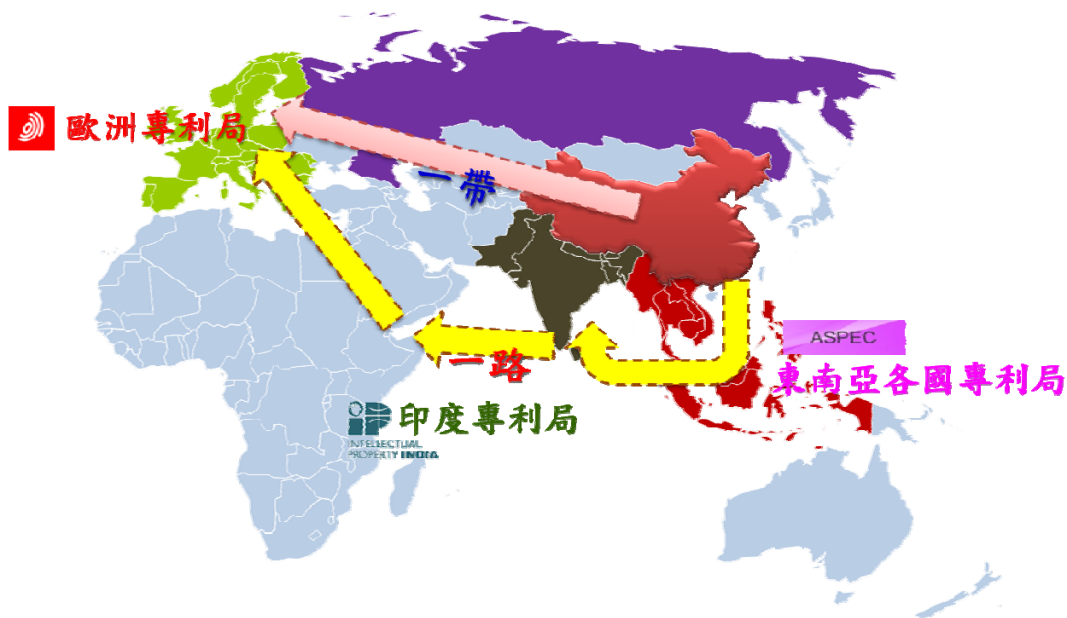 歐洲專利局
一帶
ASPEC
一路
東南亞各國專利局
印度專利局
INTELLECTUAL
PROPERTY INDIA